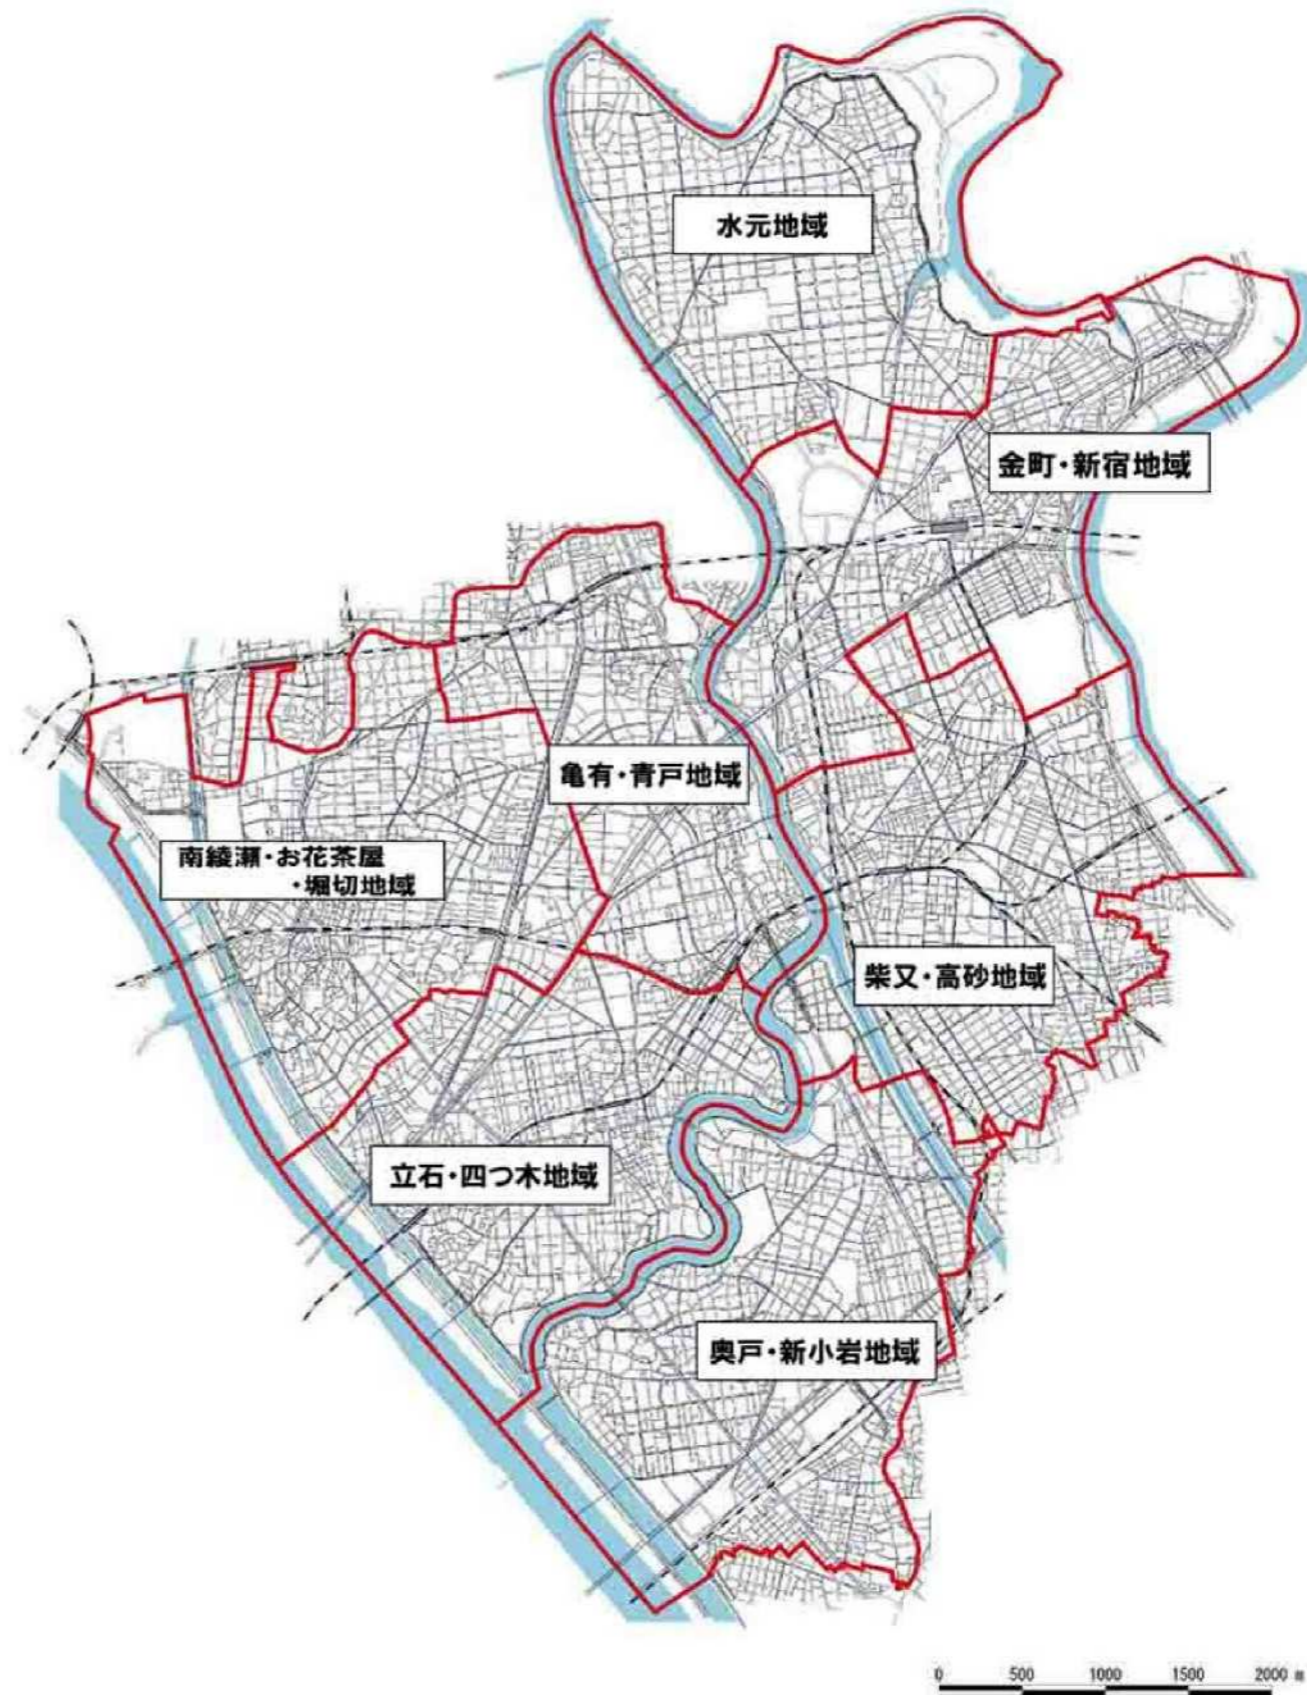 水元地域
金町・新宿地域
亀有・青戸地域
南綾瀬・お花茶屋
・堀切地域
柴又・高砂地域
立石・四つ木地域
奥戸・新小岩地域
0 500 1000 1500 2000 m